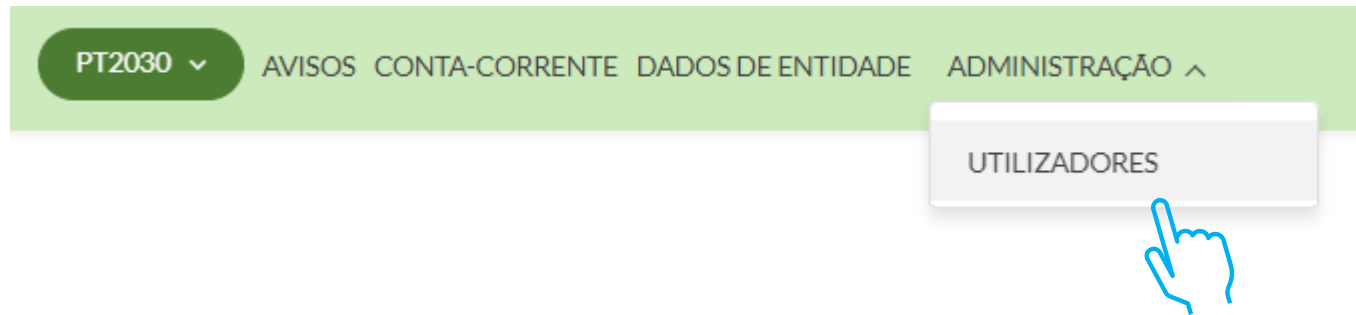 PT2030 AVISOS CONTA-CORRENTE DADOS DE ENTIDADE ADMINISTRAÇÃO
UTILIZADORES